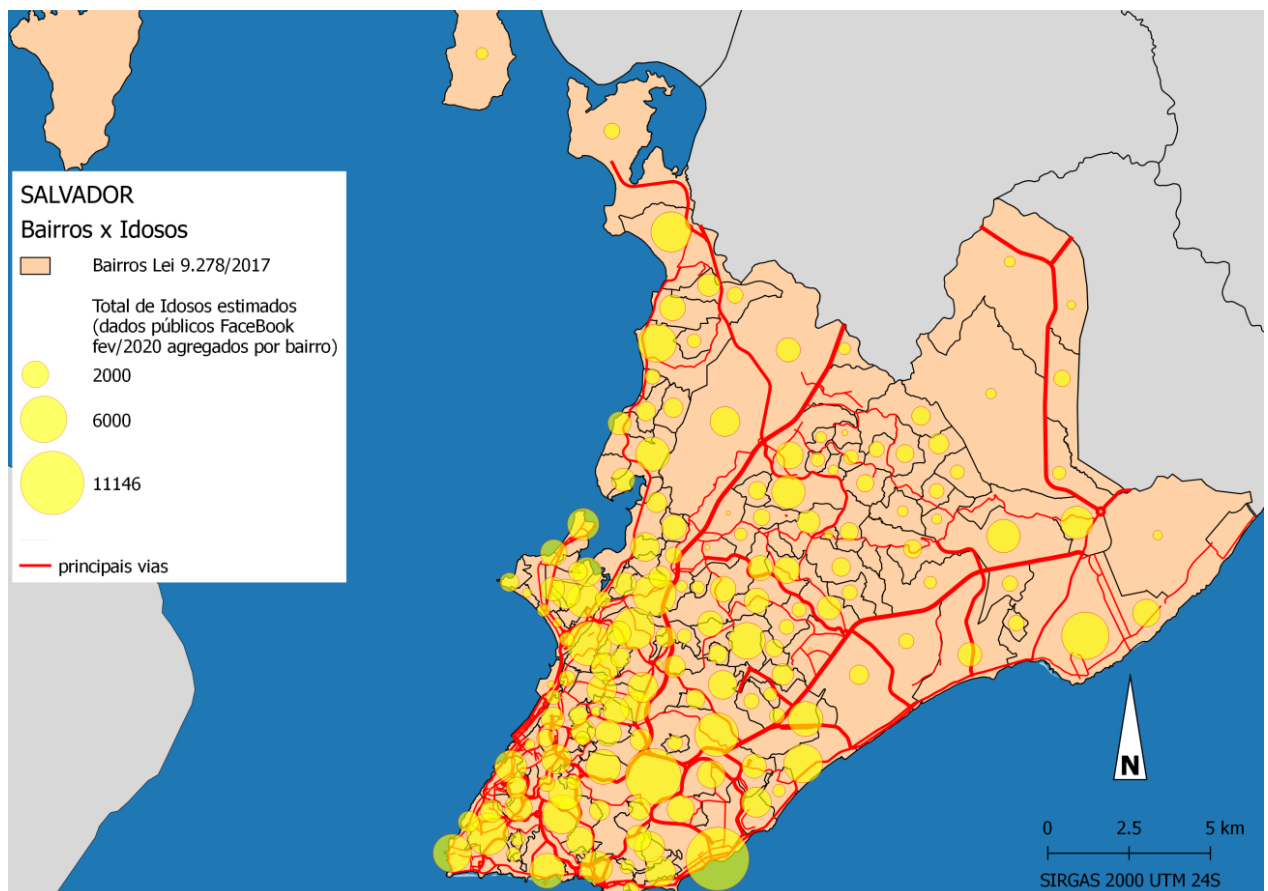 SALVADOR
Bairros x Idosos
Bairros Lei 9.278/2017
Total de Idosos estimados
(dados públicos FaceBook
fev/2020 agregados por bairro)
2000
6000
11146
principais vias
N
0 2.5 5 km
SIRGAS 2000 UTM 24S